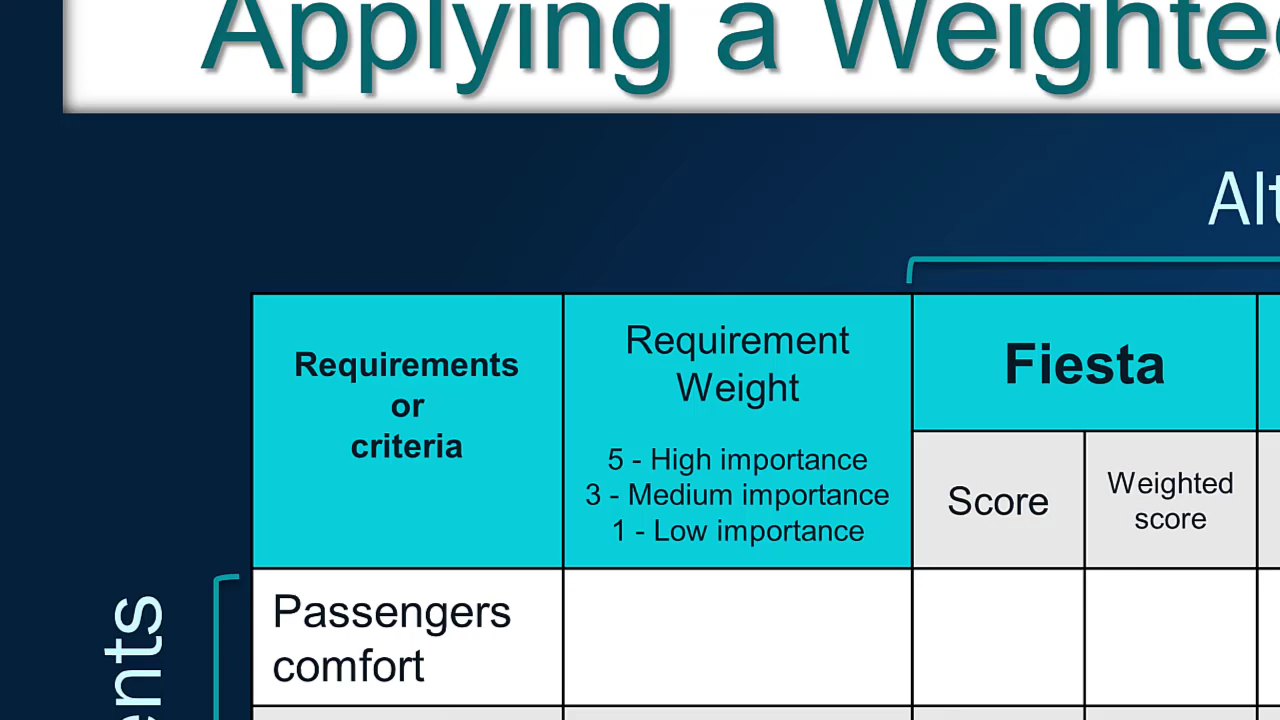 Applying a Weighte
Alt
Requirements
or
criteria
Requirement
Weight
5 - High importance
3 - Medium importance
1 - Low importance
Fiesta
Score
Weighted
score
Passengers
comfort
ents